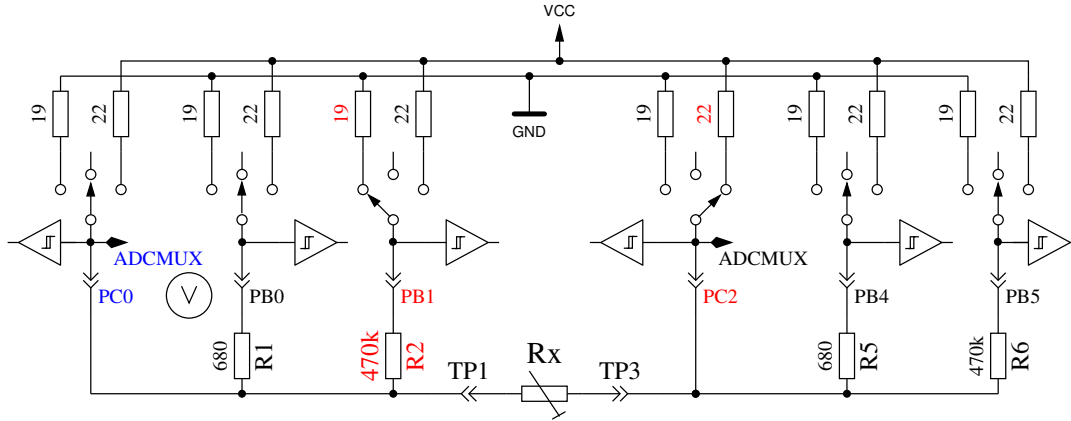 VCC
19 22 19 22 19 22 19 22 19 22 19 22
GND
ADCMUX ADCMUX
PC0 V PB0 PB1 PC2 PB4 PB5
680 R1 470k R2 Rx 680 R5 470k R6
TP1 TP3